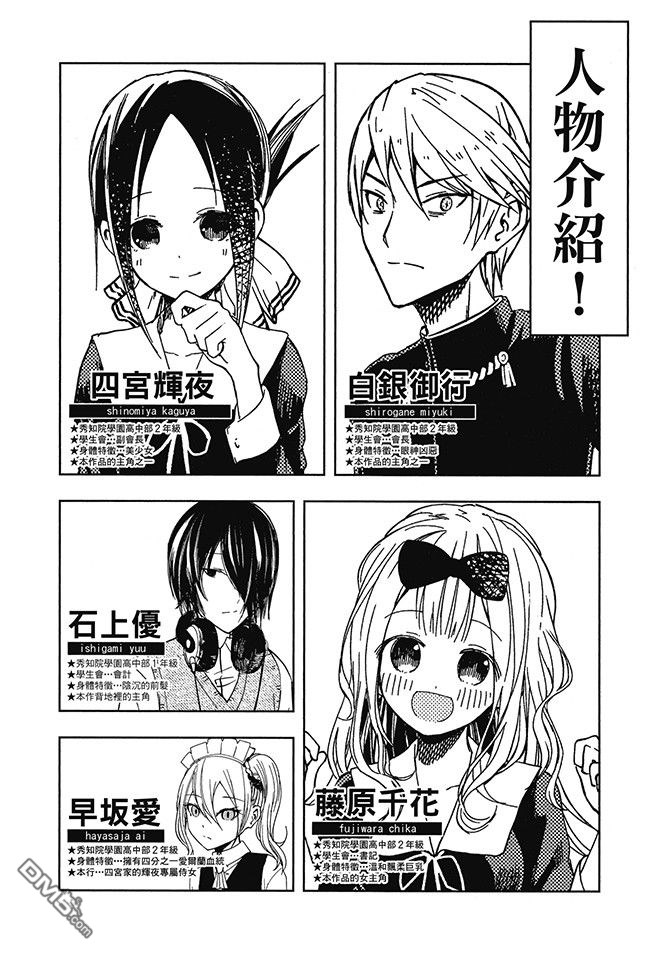 人物介紹！
四宮輝夜
shinomiya kaguya
★秀知院學園高中部２年級
★學生會…副會長
★身體特徵…美少女
★本作品的主角之一
白銀御行
shirogane miyuki
★秀知院學園高中部２年級
★學生會…會長
★身體特徵…眼神凶惡
★本作品的主角之一
石上優
ishigami yuu
★秀知院學園高中部１年級
★學生會…會計
★身體特徵…陰沉的前髮
★本作背地裡的主角
藤原千花
fujiwara chika
★秀知院學園高中部２年級
★學生會…書記
★身體特徵…溫和飄柔巨乳
★本作品的女主角
早坂愛
hayasaja ai
★秀知院學園高中部２年級
★身體特徵…擁有四分之一愛爾蘭血統
★本行…四宮家的輝夜專屬侍女
DM5.com